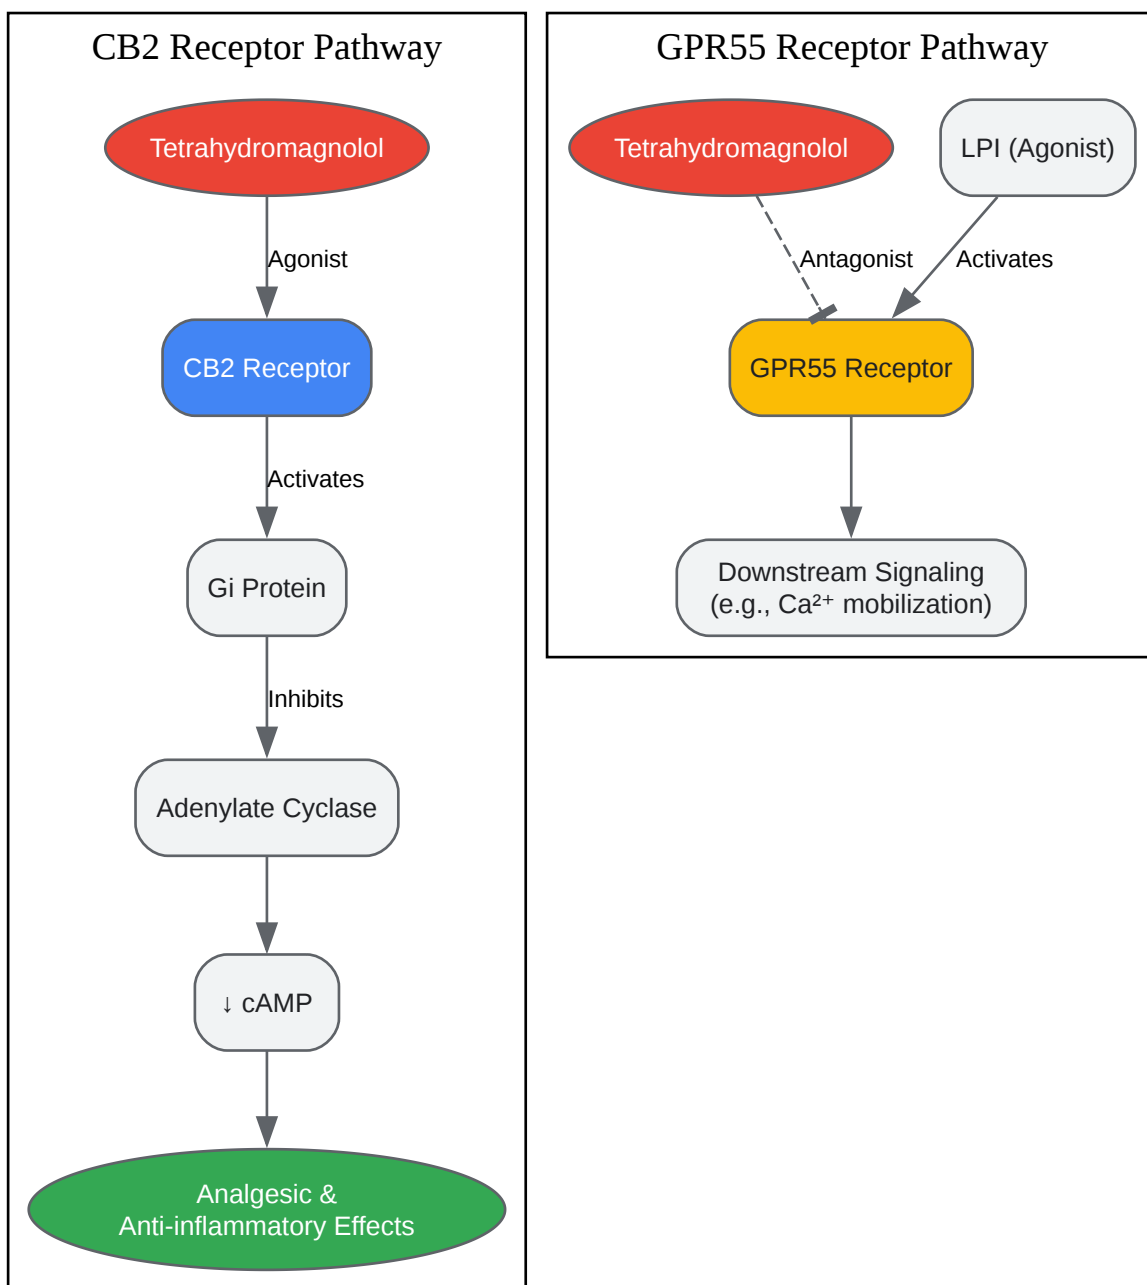 CB2 Receptor Pathway
Tetrahydromagnolol
Agonist
CB2 Receptor
Activates
Gi Protein
Inhibits
Adenylate Cyclase
↓ cAMP
Analgesic &
Anti-inflammatory Effects
GPR55 Receptor Pathway
Tetrahydromagnolol
LPI (Agonist)
Antagonist
Activates
GPR55 Receptor
Downstream Signaling
(e.g., Ca²⁺ mobilization)